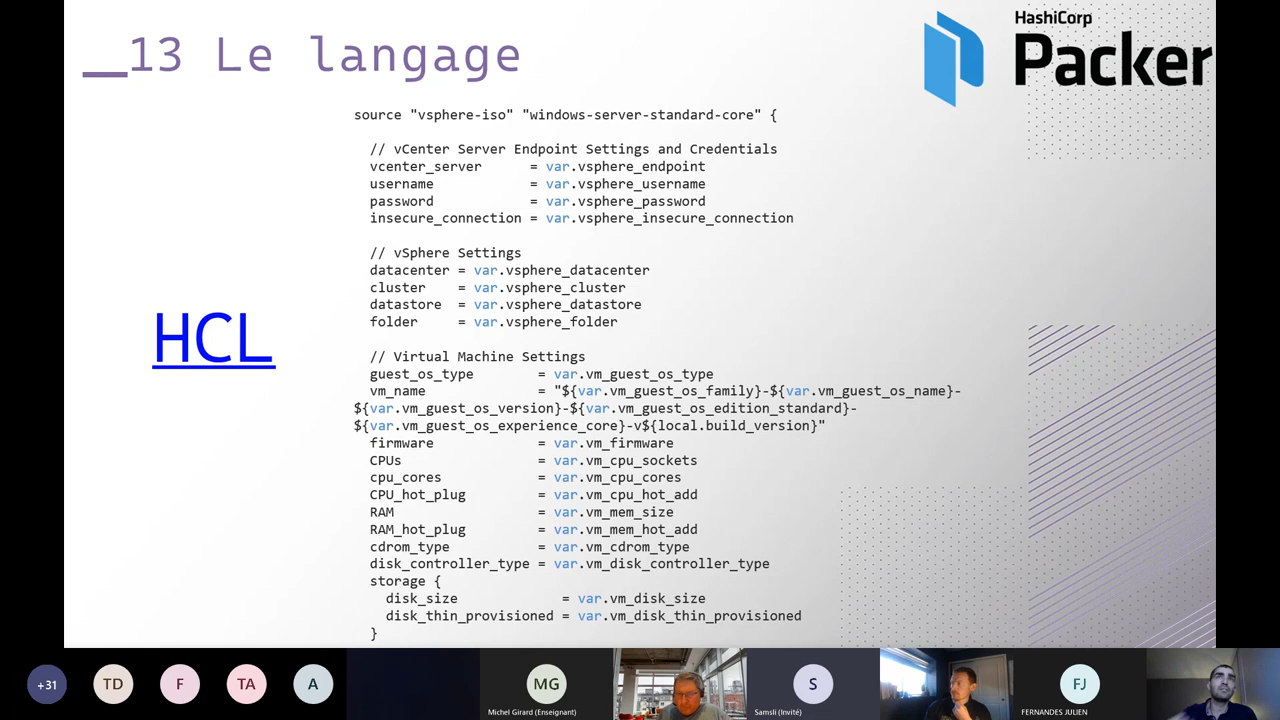 __13 Le langage
HashiCorp
Packer
HCL
source "vsphere-iso" "windows-server-standard-core" {
// vCenter Server Endpoint Settings and Credentials
vcenter_server = var.vsphere_endpoint
username = var.vsphere_username
password = var.vsphere_password
insecure_connection = var.vsphere_insecure_connection
// vSphere Settings
datacenter = var.vsphere_datacenter
cluster = var.vsphere_cluster
datastore = var.vsphere_datastore
folder = var.vsphere_folder
// Virtual Machine Settings
guest_os_type = var.vm_guest_os_type
vm_name = "${var.vm_guest_os_family}-${var.vm_guest_os_name}-
${var.vm_guest_os_version}-${var.vm_guest_os_edition_standard}-
${var.vm_guest_os_experience_core}-v${local.build_version}"
firmware = var.vm_firmware
CPUs = var.vm_cpu_sockets
cpu_cores = var.vm_cpu_cores
CPU_hot_plug = var.vm_cpu_hot_add
RAM = var.vm_mem_size
RAM_hot_plug = var.vm_mem_hot_add
cdrom_type = var.vm_cdrom_type
disk_controller_type = var.vm_disk_controller_type
storage {
disk_size = var.vm_disk_size
disk_thin_provisioned = var.vm_disk_thin_provisioned
}
+31
TD
F
TA
A
MG
Michel Girard (Enseignant)
S
Samsli (Invité)
FJ
FERNANDES JULIEN